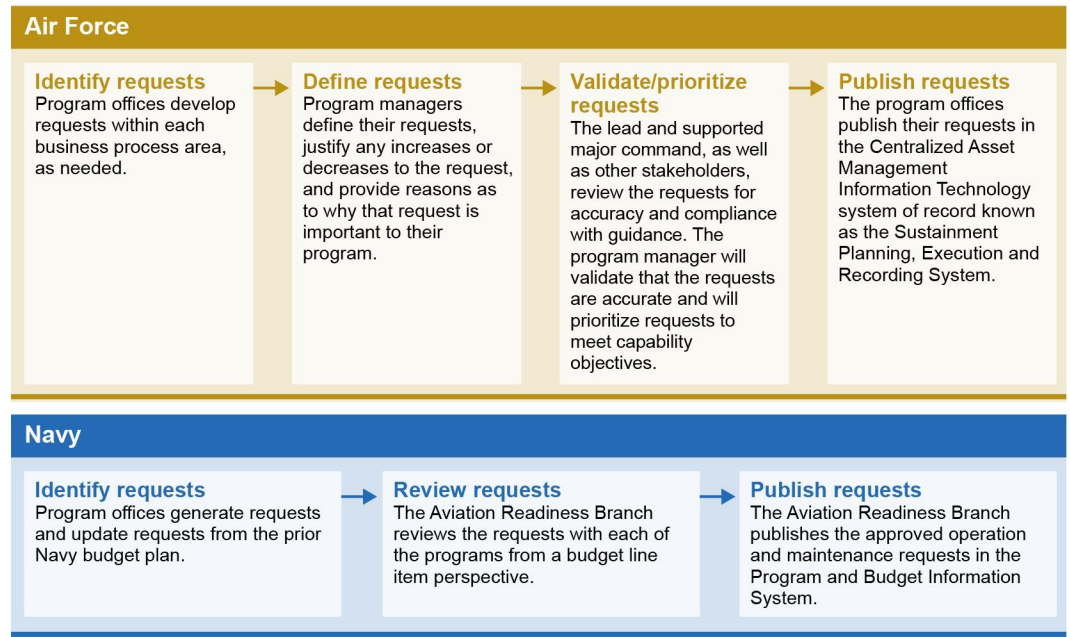 Air Force
Identify requests
Program offices develop
requests within each
business process area,
as needed.
Define requests
Program managers
define their requests,
justify any increases or
decreases to the request,
and provide reasons as
to why that request is
important to their
program.
Validate/prioritize
requests
The lead and supported
major command, as well
as other stakeholders,
review the requests for
accuracy and compliance
with guidance. The
program manager will
validate that the requests
are accurate and will
prioritize requests to
meet capability
objectives.
Publish requests
The program offices
publish their requests in
the Centralized Asset
Management
Information Technology
system of record known
as the Sustainment
Planning, Execution and
Recording System.
Navy
Identify requests
Program offices generate requests
and update requests from the prior
Navy budget plan.
Review requests
The Aviation Readiness Branch
reviews the requests with each of
the programs from a budget line
item perspective.
Publish requests
The Aviation Readiness Branch
publishes the approved operation
and maintenance requests in the
Program and Budget Information
System.